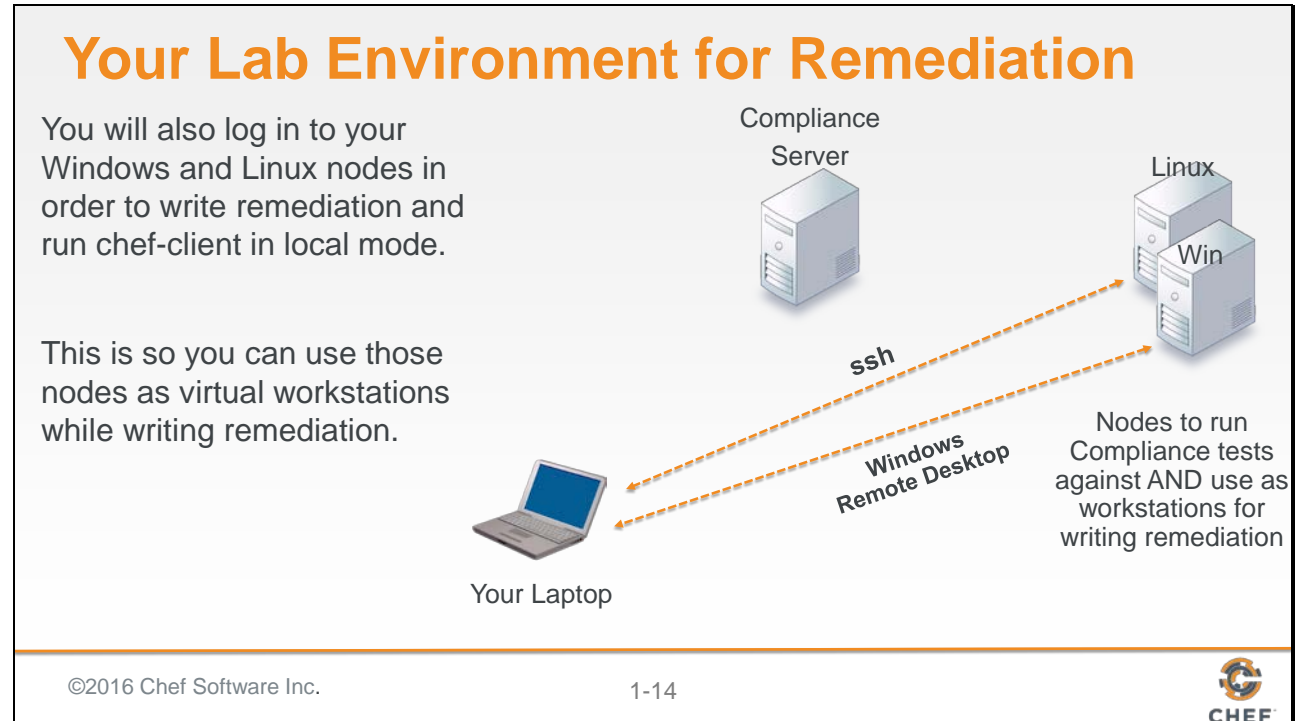 Your Lab Environment for Remediation
You will also log in to your
Windows and Linux nodes in
order to write remediation and
run chef-client in local mode.
This is so you can use those
nodes as virtual workstations
while writing remediation.
Compliance
Server
Linux
Win
ssh
Windows
Remote Desktop
Nodes to run
Compliance tests
against AND use as
workstations for
writing remediation
Your Laptop
©2016 Chef Software Inc.
1-14
CHEF